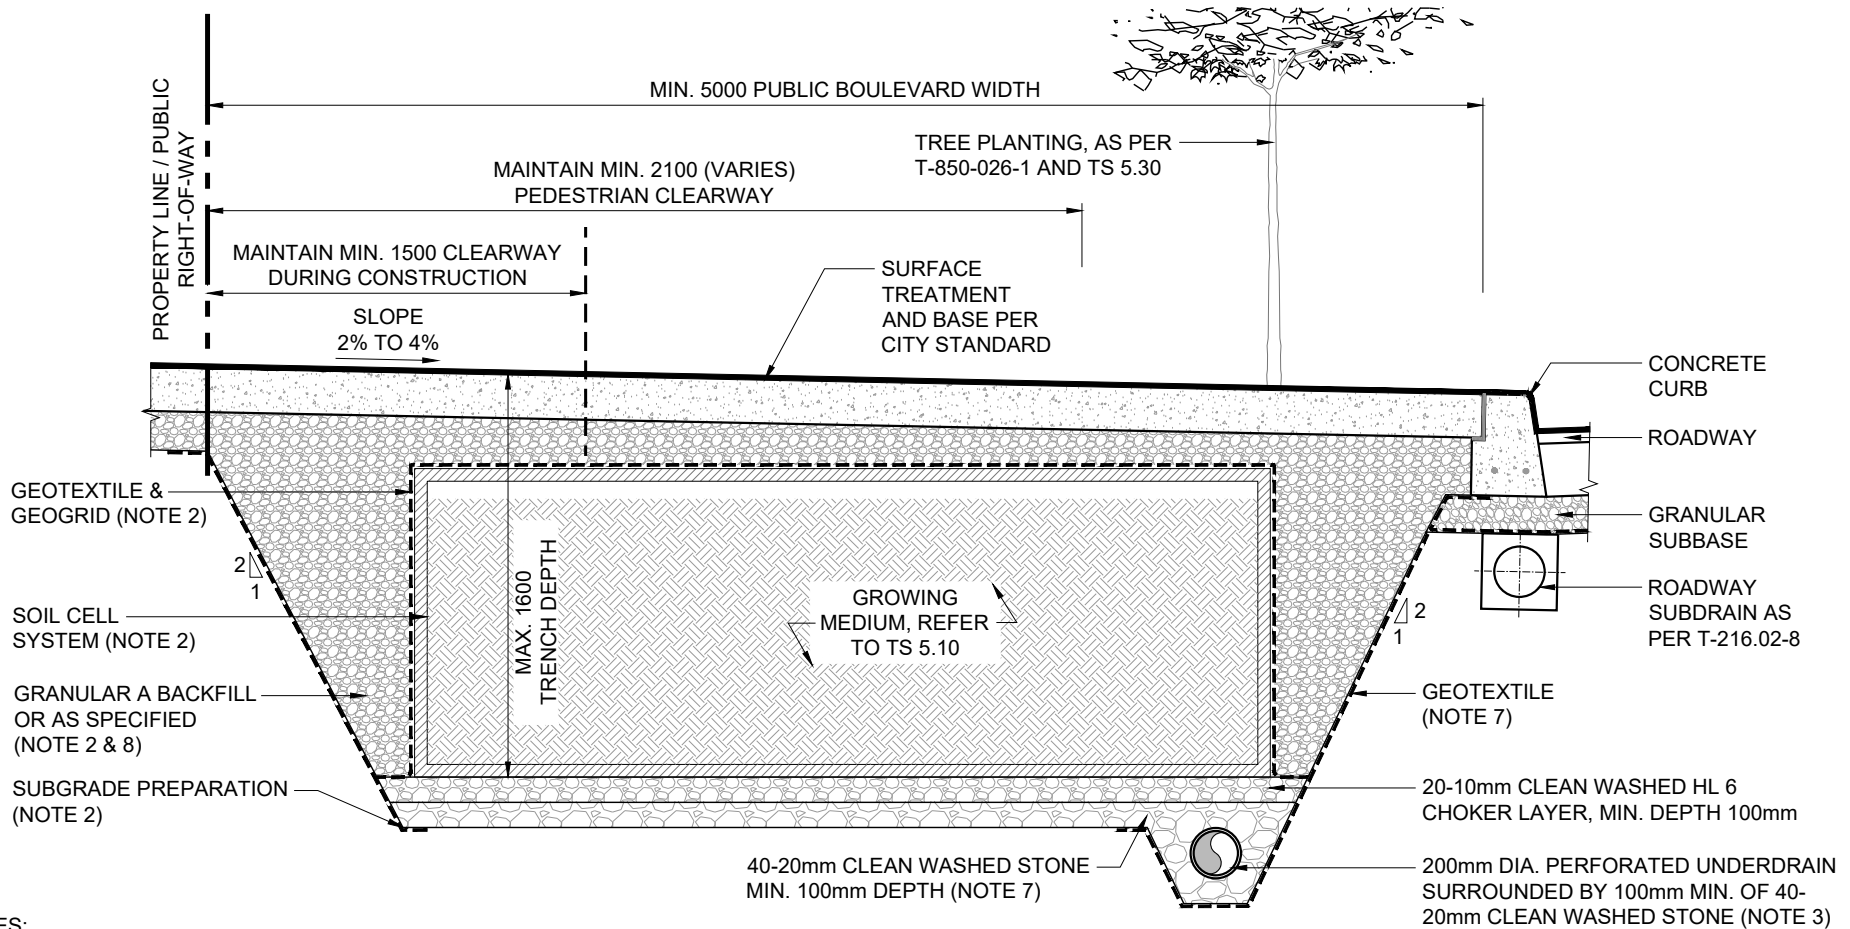 MIN. 5000 PUBLIC BOULEVARD WIDTH
PROPERTY LINE / PUBLIC
RIGHT-OF-WAY
TREE PLANTING, AS PER
T-850-026-1 AND TS 5.30
MAINTAIN MIN. 2100 (VARIES)
PEDESTRIAN CLEARWAY
MAINTAIN MIN. 1500 CLEARWAY
DURING CONSTRUCTION
SLOPE
2% TO 4%
SURFACE
TREATMENT
AND BASE PER
CITY STANDARD
CONCRETE
CURB
ROADWAY
GEOTEXTILE &
GEOGRID (NOTE 2)
2
1
SOIL CELL
SYSTEM (NOTE 2)
GRANULAR A BACKFILL
OR AS SPECIFIED
(NOTE 2 & 8)
SUBGRADE PREPARATION
(NOTE 2)
MAX. 1600
TRENCH DEPTH
GROWING
MEDIUM, REFER
TO TS 5.10
GRANULAR
SUBBASE
ROADWAY
SUBDRAIN AS
PER T-216.02-8
2
1
GEOTEXTILE
(NOTE 7)
20-10mm CLEAN WASHED HL 6
CHOKER LAYER, MIN. DEPTH 100mm
40-20mm CLEAN WASHED STONE
MIN. 100mm DEPTH (NOTE 7)
200mm DIA. PERFORATED UNDERDRAIN
SURROUNDED BY 100mm MIN. OF 40-
20mm CLEAN WASHED STONE (NOTE 3)